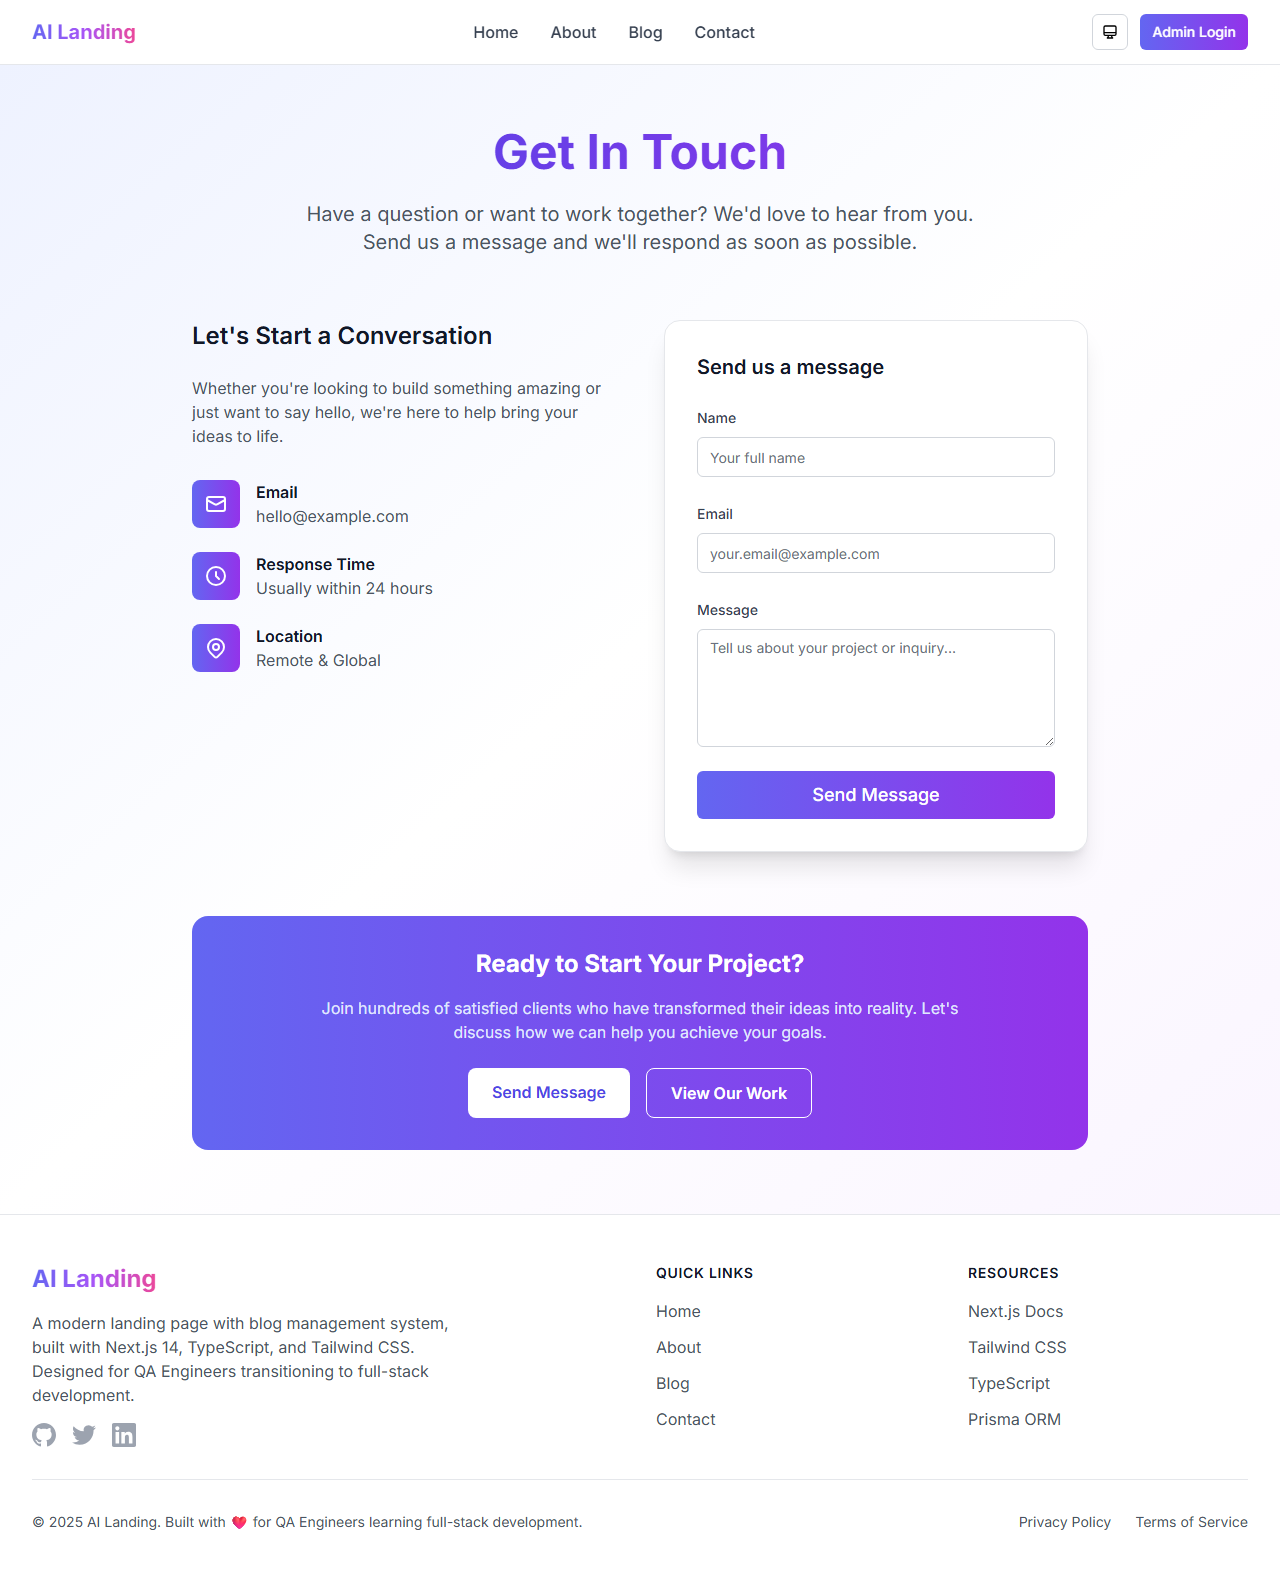 AI Landing
Home
About
Blog
Contact
Admin Login
Get In Touch
Have a question or want to work together? We'd love to hear from you.
Send us a message and we'll respond as soon as possible.
Let's Start a Conversation
Whether you're looking to build something amazing or
just want to say hello, we're here to help bring your
ideas to life.
Email
hello@example.com
Response Time
Usually within 24 hours
Location
Remote & Global
Send us a message
Name
Your full name
Email
your.email@example.com
Message
Tell us about your project or inquiry...
Send Message
Ready to Start Your Project?
Join hundreds of satisfied clients who have transformed their ideas into reality. Let's
discuss how we can help you achieve your goals.
Send Message
View Our Work
AI Landing
A modern landing page with blog management system,
built with Next.js 14, TypeScript, and Tailwind CSS.
Designed for QA Engineers transitioning to full-stack
development.
QUICK LINKS
Home
About
Blog
Contact
RESOURCES
Next.js Docs
Tailwind CSS
TypeScript
Prisma ORM
© 2025 AI Landing. Built with ❤️ for QA Engineers learning full-stack development.
Privacy Policy
Terms of Service